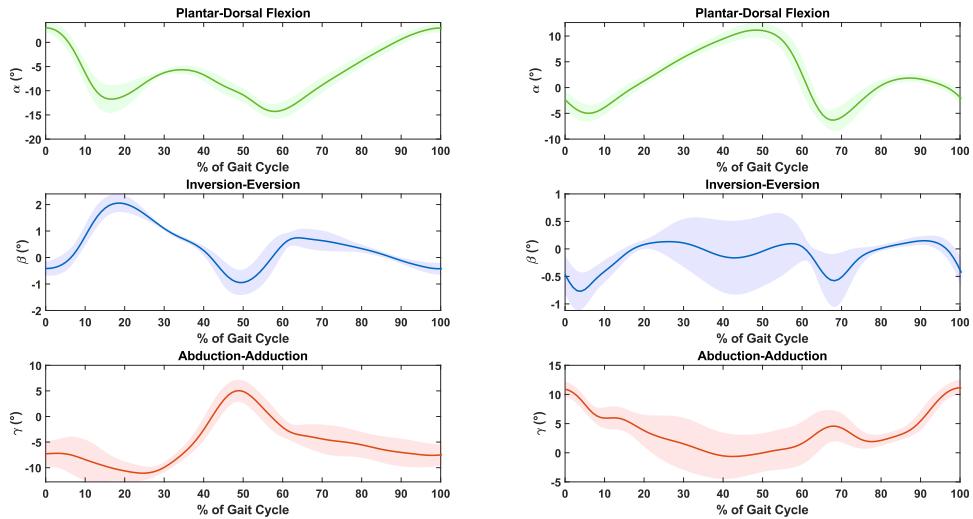 Plantar-Dorsal Flexion
α (°)
0
-5
-10
-15
-20
0 10 20 30 40 50 60 70 80 90 100
% of Gait Cycle
Inversion-Eversion
β (°)
2
1
0
-1
-2
0 10 20 30 40 50 60 70 80 90 100
% of Gait Cycle
Abduction-Adduction
γ (°)
10
5
0
-5
-10
0 10 20 30 40 50 60 70 80 90 100
% of Gait Cycle
Plantar-Dorsal Flexion
α (°)
10
5
0
-5
-10
0 10 20 30 40 50 60 70 80 90 100
% of Gait Cycle
Inversion-Eversion
β (°)
1
0.5
0
-0.5
-1
0 10 20 30 40 50 60 70 80 90 100
% of Gait Cycle
Abduction-Adduction
γ (°)
15
10
5
0
-5
0 10 20 30 40 50 60 70 80 90 100
% of Gait Cycle